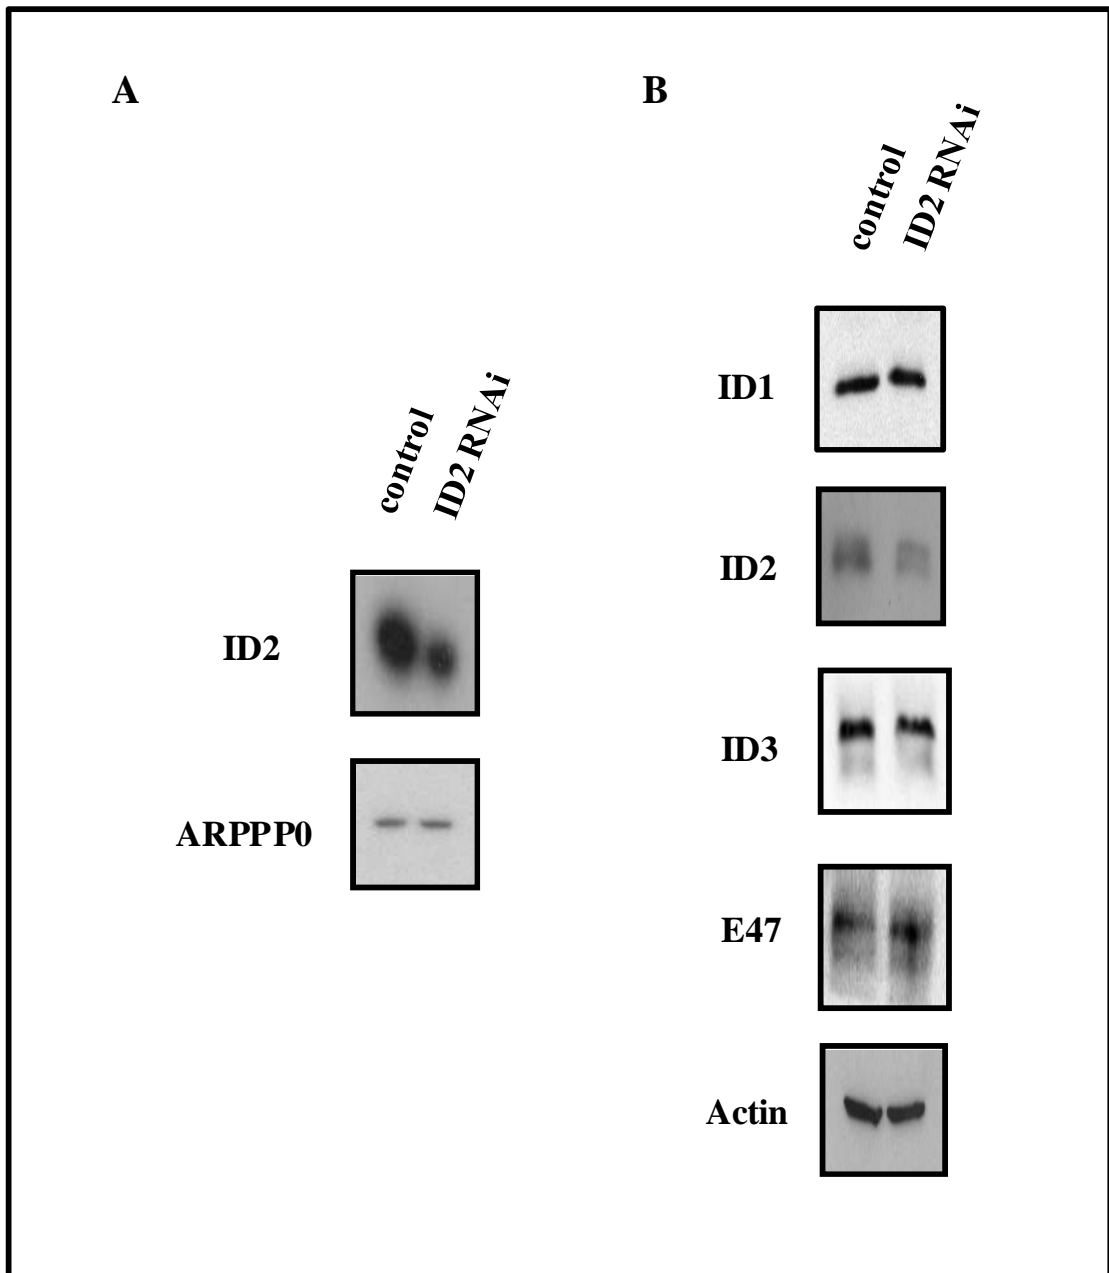 A
control
ID2 RNAi
ID2
ARPPP0
B
control
ID2 RNAi
ID1
ID2
ID3
E47
Actin